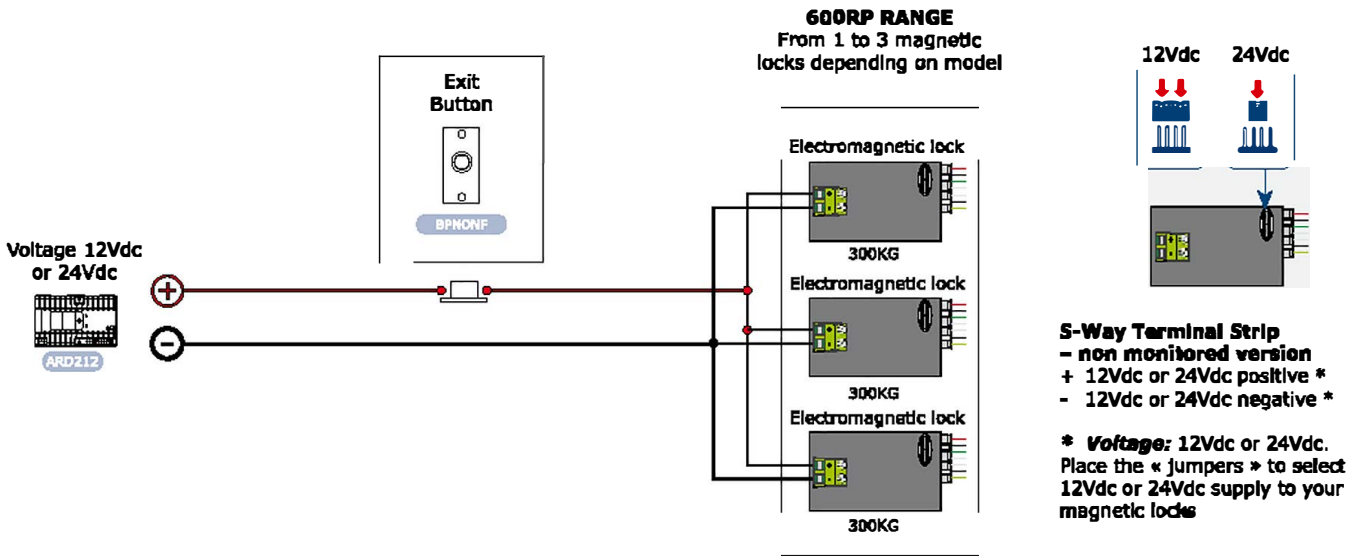 600RP RANGE
From 1 to 3 magnetic
locks depending on model
Exit
Button
BPNONF
Voltage 12Vdc
or 24Vdc
ARD212
+
-
Electromagnetic lock
300KG
Electromagnetic lock
300KG
Electromagnetic lock
300KG
12Vdc 24Vdc
5-Way Terminal Strip
– non monitored version
+ 12Vdc or 24Vdc positive *
- 12Vdc or 24Vdc negative *
* Voltage: 12Vdc or 24Vdc.
Place the « jumpers » to select
12Vdc or 24Vdc supply to your
magnetic locks